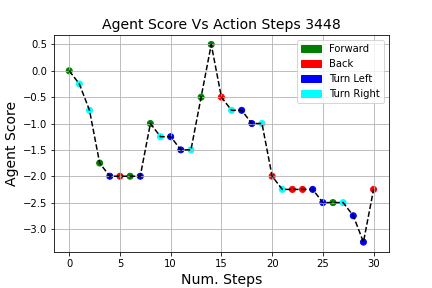 Agent Score Vs Action Steps 3448
Agent Score
0.5
0.0
−0.5
−1.0
−1.5
−2.0
−2.5
−3.0
Forward
Back
Turn Left
Turn Right
0 5 10 15 20 25 30
Num. Steps